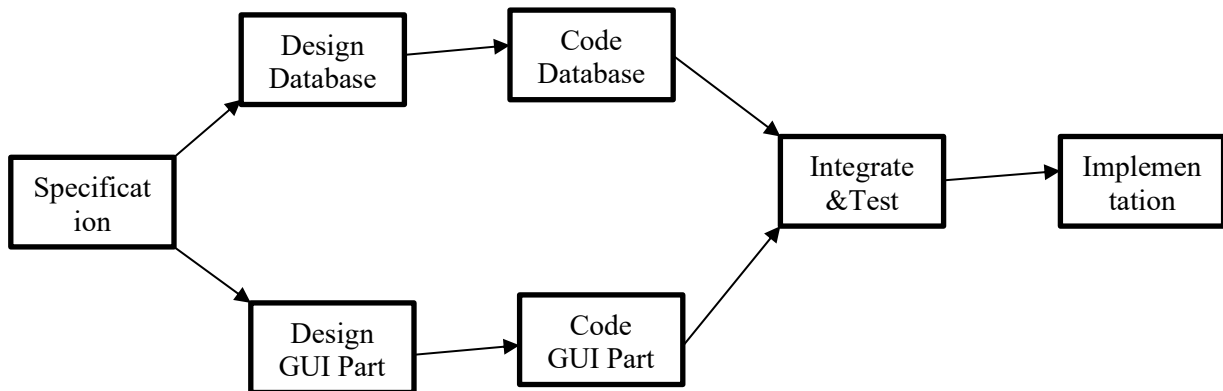 Design
Database
Code
Database
Specificat
ion
Integrate
&Test
Implemen
tation
Design
GUI Part
Code
GUI Part